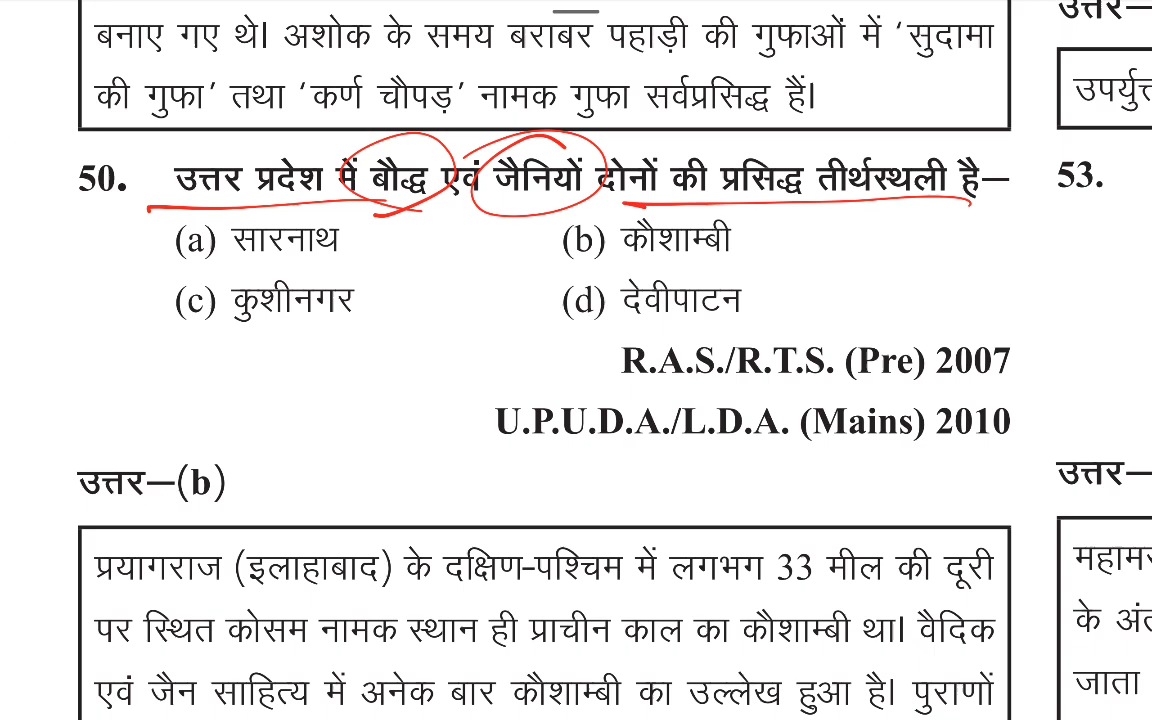 बनाए गए थे। अशोक के समय बराबर पहाड़ी की गुफाओं में 'सुदामा
की गुफा' तथा 'कर्ण चौपड़' नामक गुफा सर्वप्रसिद्ध हैं।
50. उत्तर प्रदेश में बौद्ध एवं जैनियों दोनों की प्रसिद्ध तीर्थस्थली है–
(a) सारनाथ (b) कौशाम्बी
(c) कुशीनगर (d) देवीपाटन
R.A.S./R.T.S. (Pre) 2007
U.P.U.D.A./L.D.A. (Mains) 2010
उत्तर–(b)
प्रयागराज (इलाहाबाद) के दक्षिण-पश्चिम में लगभग 33 मील की दूरी
पर स्थित कोसम नामक स्थान ही प्राचीन काल का कौशाम्बी था। वैदिक
एवं जैन साहित्य में अनेक बार कौशाम्बी का उल्लेख हुआ है। पुराणों
उत्तर–
53.
उत्तर–
के अं
जाता